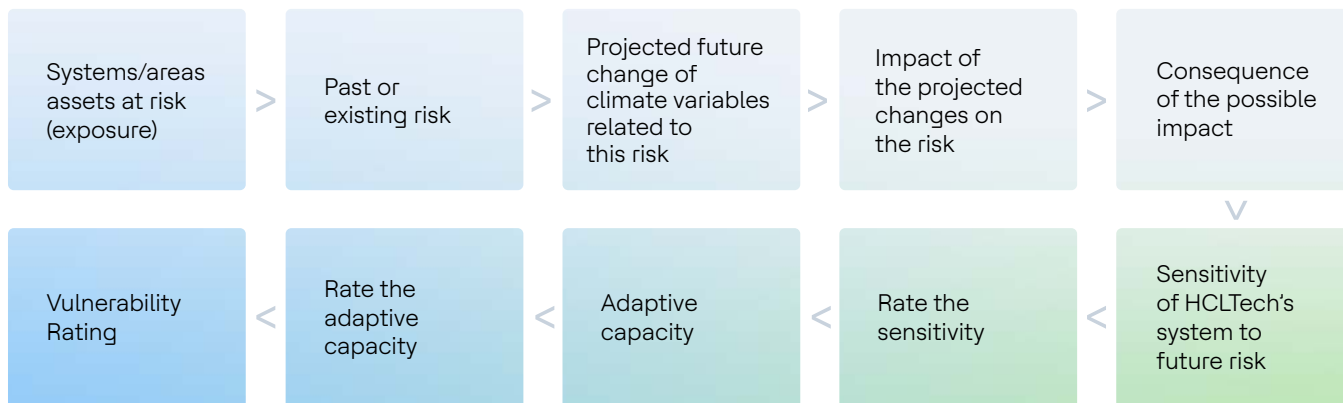 Systems/areas
assets at risk
(exposure)
>
Past or
existing risk
>
Projected future
change of
climate variables
related to
this risk
>
Impact of
the projected
changes on
the risk
>
Consequence
of the possible
impact
>
Sensitivity
of HCLTech's
system to
future risk
<
Rate the
sensitivity
<
Adaptive
capacity
<
Rate the
adaptive
capacity
<
Vulnerability
Rating